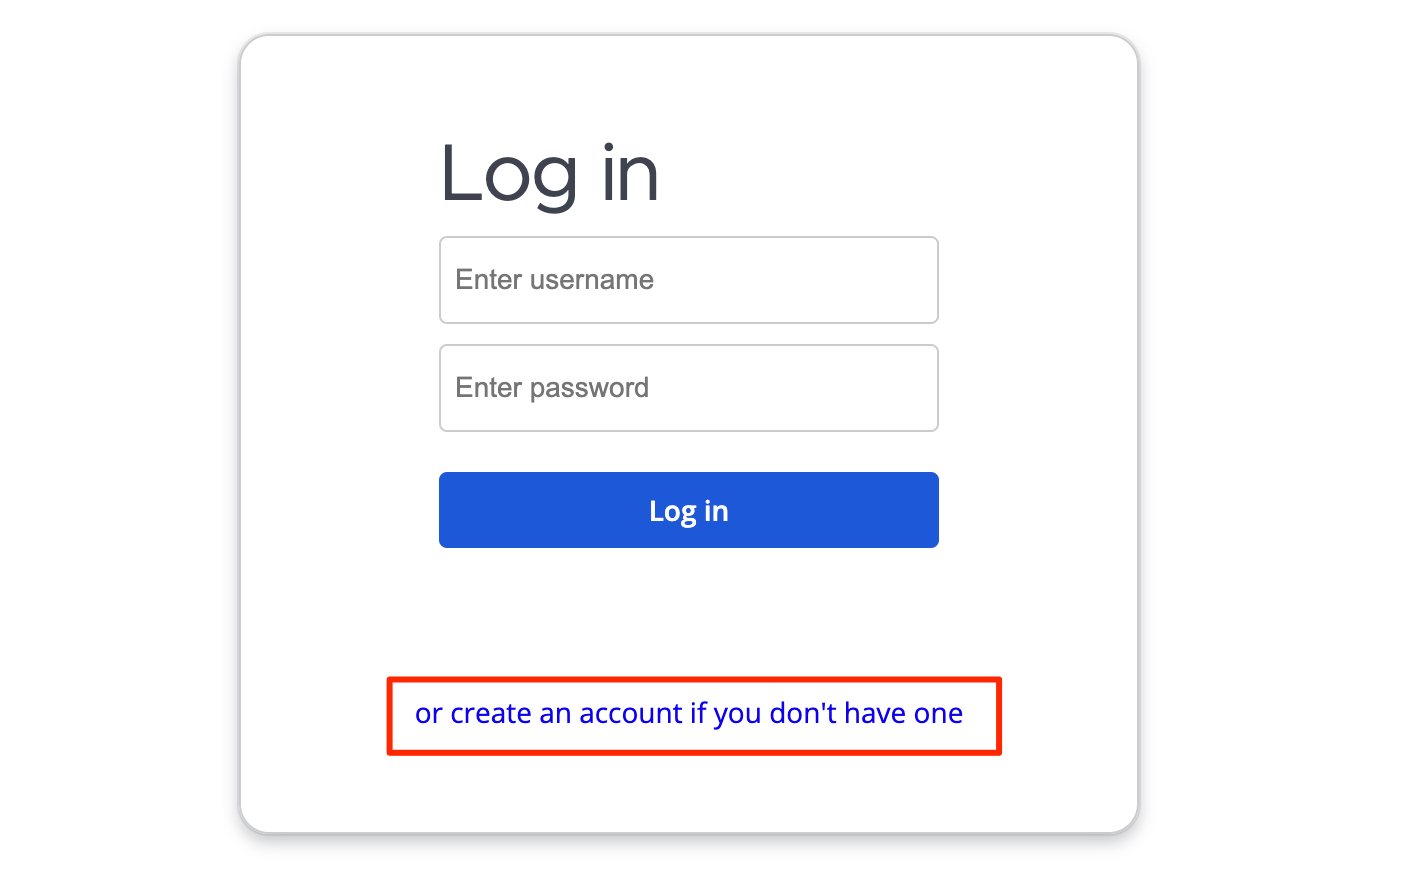 Log in
Enter username
Enter password
Log in
or create an account if you don't have one